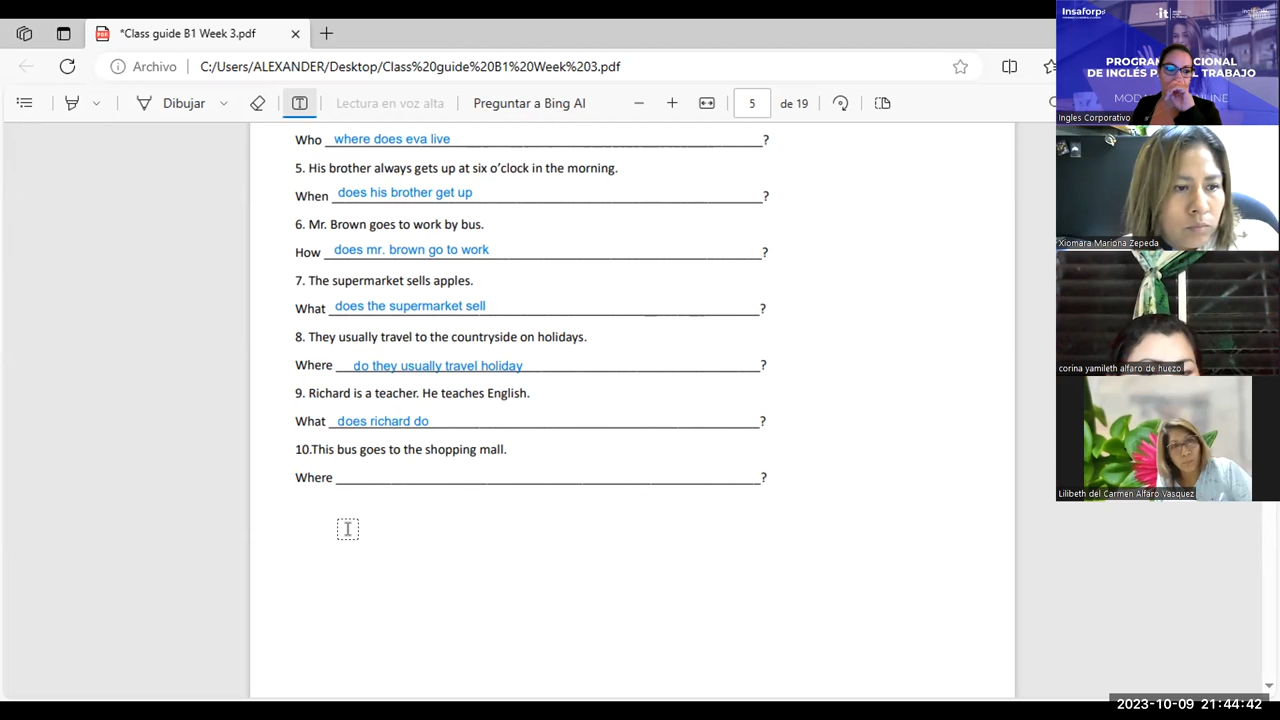 *Class guide B1 Week 3.pdf
Archivo
C:/Users/ALEXANDER/Desktop/Class%20guide%20B1%20Week%203.pdf
Dibujar
Lectura en voz alta
Preguntar a Bing AI
5
de 19
Who where does eva live ?
5. His brother always gets up at six o’clock in the morning.
When does his brother get up ?
6. Mr. Brown goes to work by bus.
How does mr. brown go to work ?
7. The supermarket sells apples.
What does the supermarket sell ?
8. They usually travel to the countryside on holidays.
Where do they usually travel holiday ?
9. Richard is a teacher. He teaches English.
What does richard do ?
10.This bus goes to the shopping mall.
Where ?
Insaforp
it
DE INGLÉS TRABAJO
Ingles Corporativo
Xiomara Mariona Zepeda
corina yamileth alfaro de huezo
Lilibeth del Carmen Alfaro Vasquez
2023-10-09 21:44:42